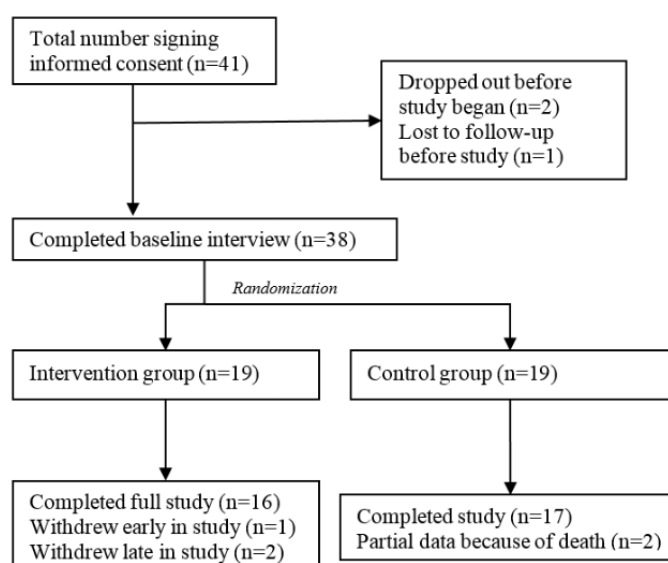 Total number signing
informed consent (n=41)
Dropped out before
study began (n=2)
Lost to follow-up
before study (n=1)
Completed baseline interview (n=38)
Randomization
Intervention group (n=19)
Control group (n=19)
Completed full study (n=16)
Withdrew early in study (n=1)
Withdrew late in study (n=2)
Completed study (n=17)
Partial data because of death (n=2)